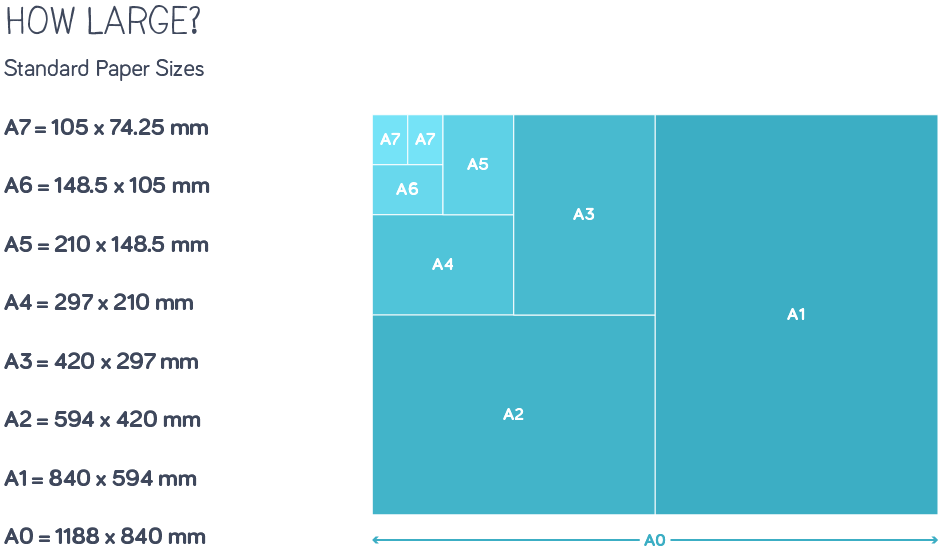 HOW LARGE?
Standard Paper Sizes
A7 = 105 x 74.25 mm
A6 = 148.5 x 105 mm
A5 = 210 x 148.5 mm
A4 = 297 x 210 mm
A3 = 420 x 297 mm
A2 = 594 x 420 mm
A1 = 840 x 594 mm
A0 = 1188 x 840 mm
A7 A7
A5
A6
A3
A4
A1
A2
A0